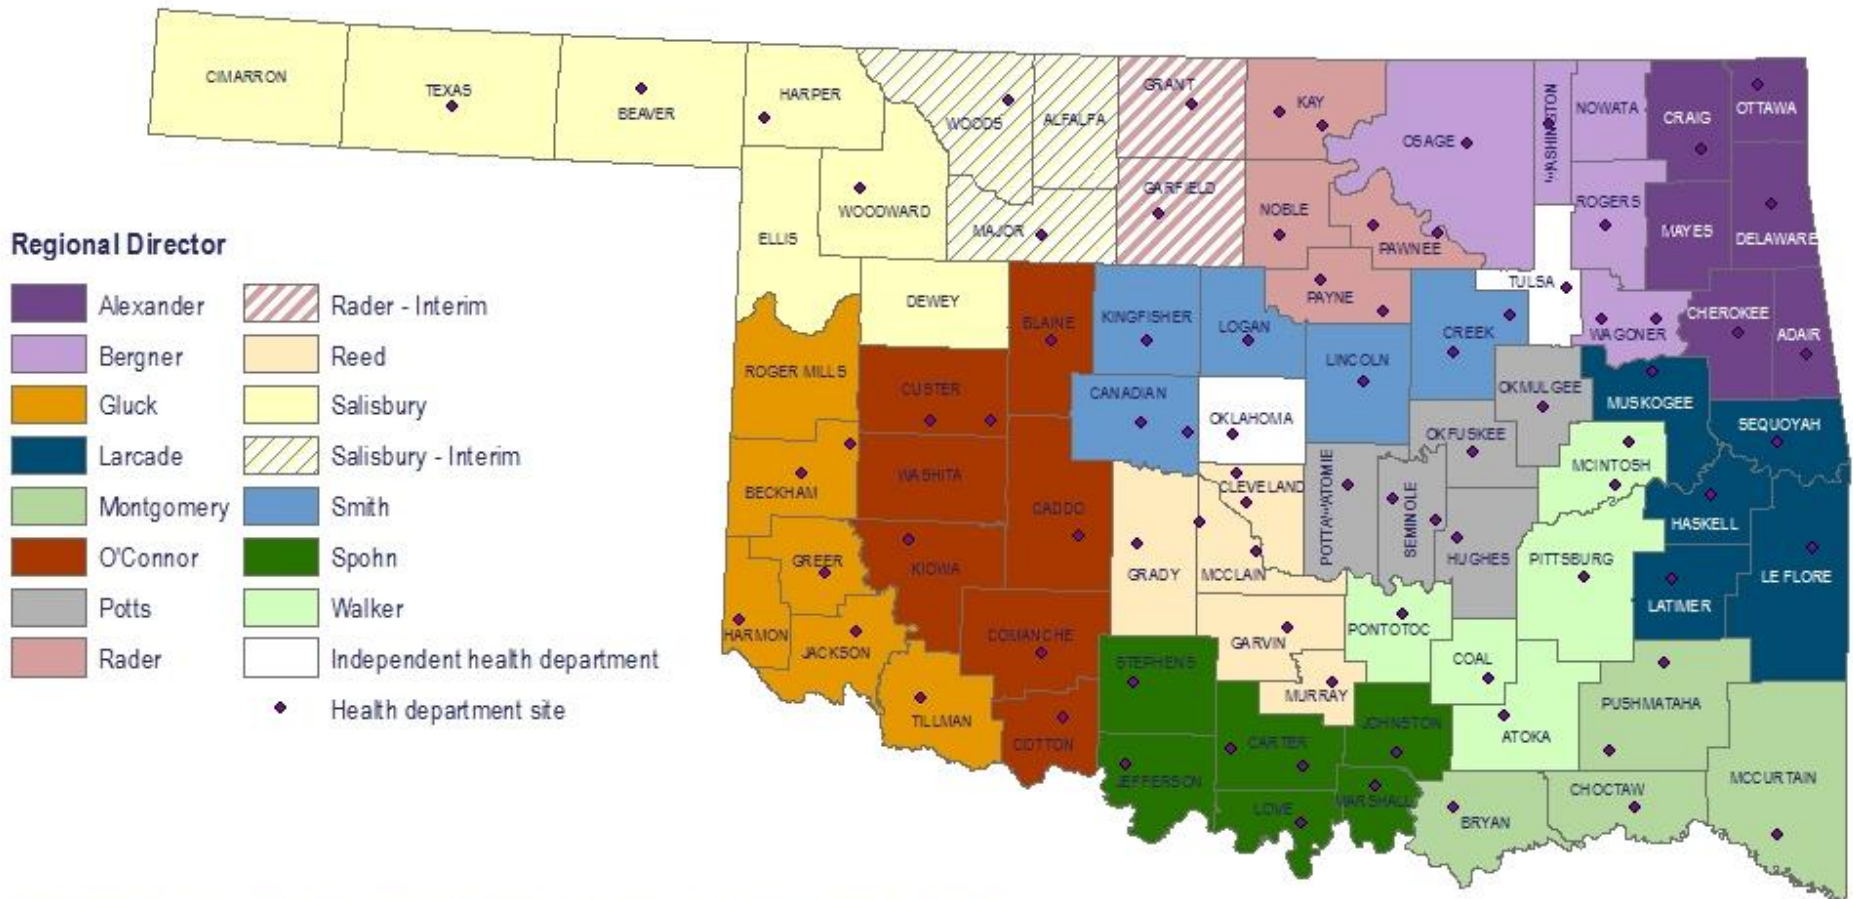 CIMARRON
TEXAS
BEAVER
HARPER
WOODS
ALFALFA
GRANT
KAY
OSAGE
WASHINGTON
NOWATA
CRAIG
OTTAWA
WOODWARD
ELLIS
MAJOR
GARFIELD
NOBLE
PAWNEE
ROGERS
MAYES
DELAWARE
Regional Director
Alexander
Bergner
Gluck
Larcade
Montgomery
O'Connor
Potts
Rader
Rader - Interim
Reed
Salisbury
Salisbury - Interim
Smith
Spohn
Walker
Independent health department
Health department site
DEWEY
BLAINE
KINGFISHER
LOGAN
PAYNE
CREEK
TULSA
WAGONER
CHEROKEE
ADAIR
ROGER MILLS
CUSTER
CANADIAN
OKLAHOMA
LINCOLN
OKMULGEE
MUSKOGEE
SEQUOYAH
BECKHAM
WASHITA
CADDO
CLEVELAND
POTTAWATOMIE
SEMINOLE
OKFUSKEE
MCINTOSH
HASKELL
GREER
KIOWA
GRADY
MCCLAIN
HUGHES
PITTSBURG
LATIMER
LE FLORE
HARMON
JACKSON
COMANCHE
GARVIN
PONTOTOC
COAL
STEPHENS
MURRAY
JOHNSTON
PUSHMATAHA
TILLMAN
COTTON
CARTER
ATOKA
JEFFERSON
LOVE
MARSHALL
BRYAN
CHOCTAW
MCCURTAIN